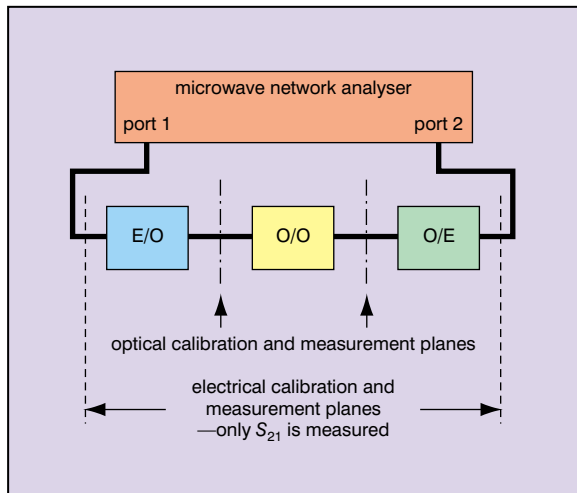 microwave network analyser
port 1
port 2
E/O
O/O
O/E
optical calibration and measurement planes
electrical calibration and
measurement planes
—only S21 is measured